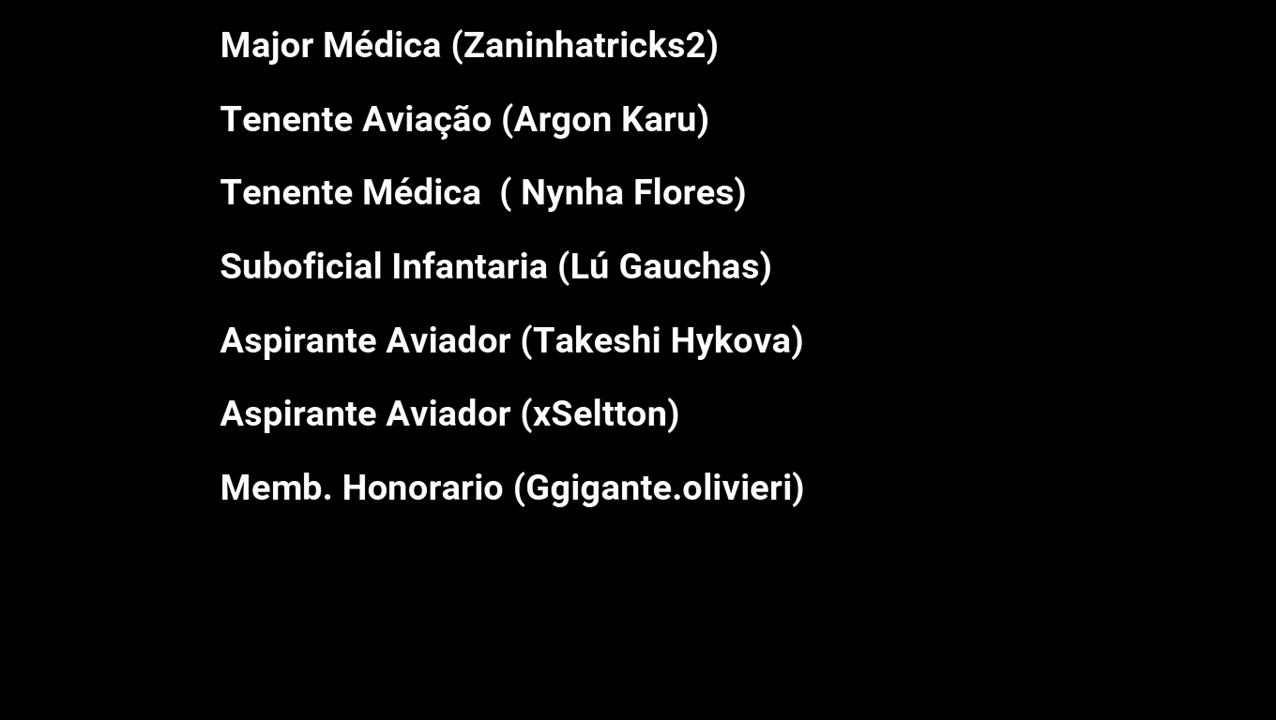 Major Médica (Zaninhatricks2)
Tenente Aviação (Argon Karu)
Tenente Médica  ( Nynha Flores)
Suboficial Infantaria (Lú Gauchas)
Aspirante Aviador (Takeshi Hykova)
Aspirante Aviador (xSeltton)
Memb. Honorario (Ggigante.olivieri)